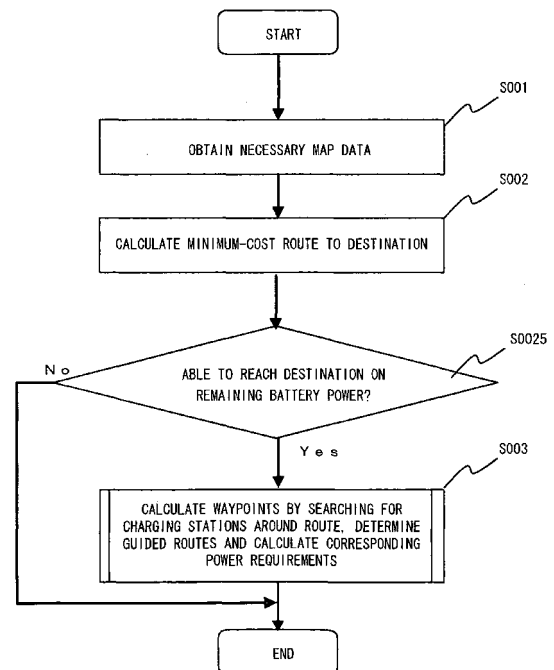 START
S001
OBTAIN NECESSARY MAP DATA
S002
CALCULATE MINIMUM-COST ROUTE TO DESTINATION
S0025
No
ABLE TO REACH DESTINATION ON
REMAINING BATTERY POWER?
Yes
S003
CALCULATE WAYPOINTS BY SEARCHING FOR
CHARGING STATIONS AROUND ROUTE, DETERMINE
GUIDED ROUTES AND CALCULATE CORRESPONDING
POWER REQUIREMENTS
END